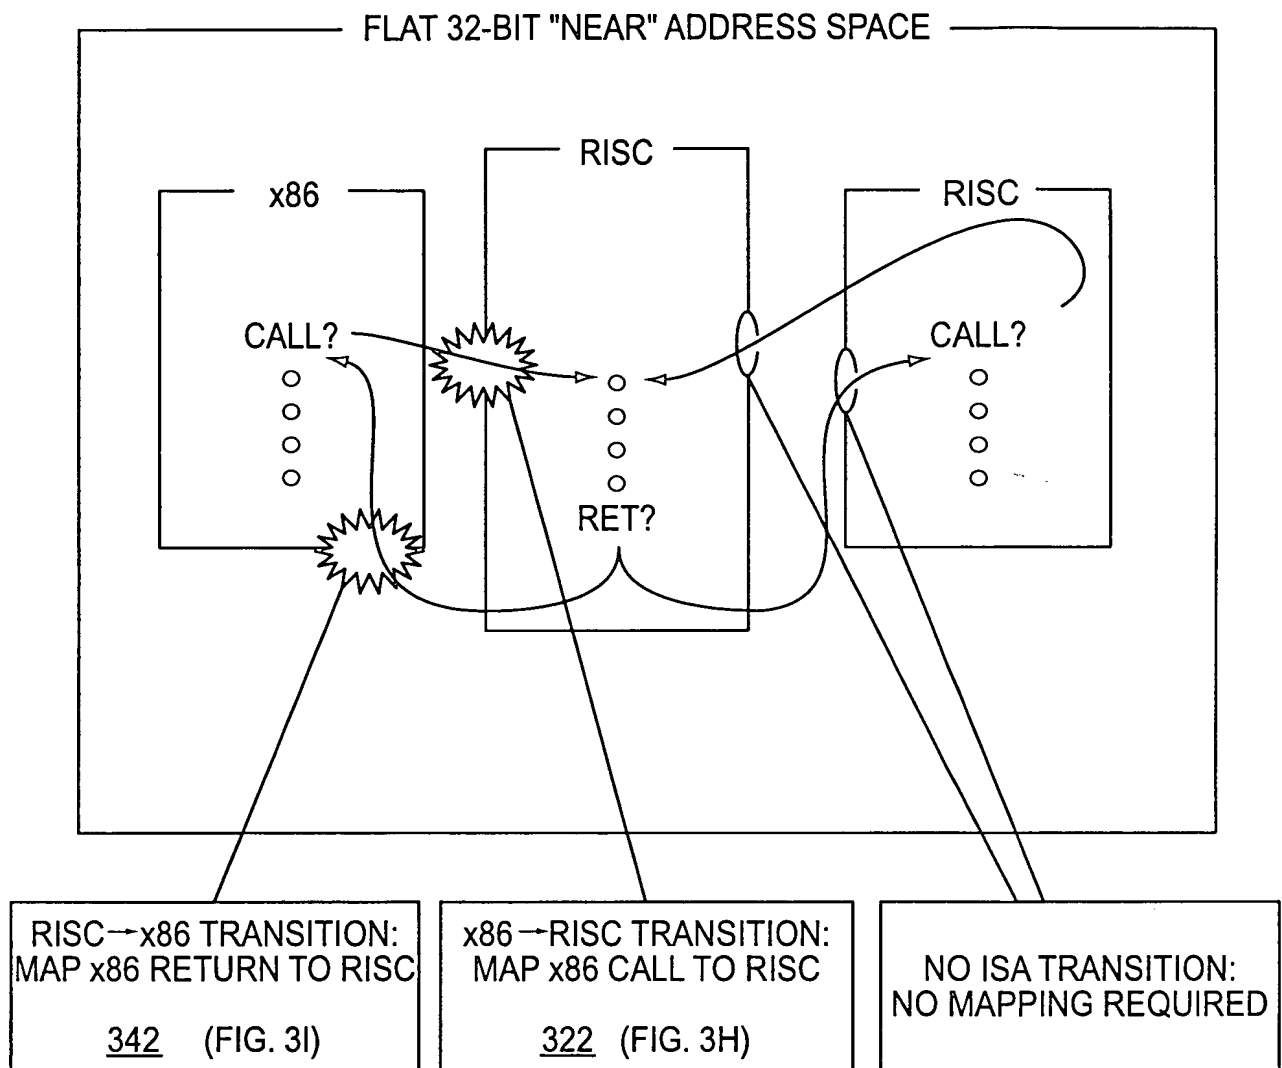 FLAT 32-BIT "NEAR" ADDRESS SPACE
RISC
x86
RISC
CALL?
CALL?
RET?
RISC→x86 TRANSITION:
MAP x86 RETURN TO RISC
342 (FIG. 3I)
x86→RISC TRANSITION:
MAP x86 CALL TO RISC
322 (FIG. 3H)
NO ISA TRANSITION:
NO MAPPING REQUIRED